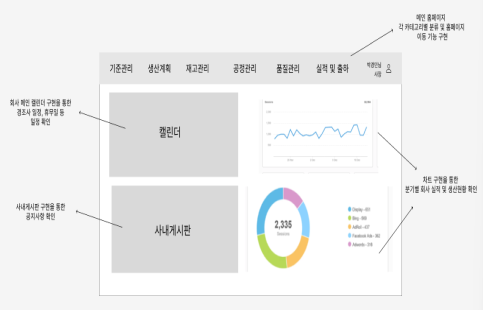 메인 홈페이지
각 카테고리별 분류 및 홈페이지
이동 기능 구현
기준관리 생산계획 재고관리 공정관리 품질관리 실적 및 출하
사장
회사 메인 캘린더 구현을 통한
경조사 일정, 휴무일 등
일정 확인
캘린더
차트 구현을 통한
분기별 회사 실적 및 생산현황 확인
사내게시판 구현을 통한
공지사항 확인
사내게시판
2,336